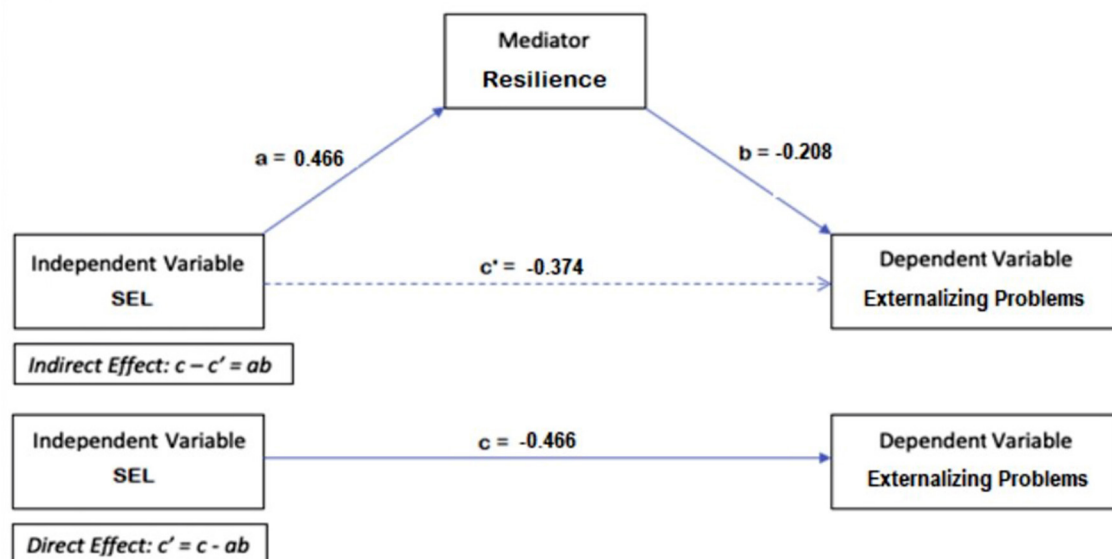 Mediator
Resilience
a = 0.466
b = -0.208
Independent Variable
SEL
c' = -0.374
Dependent Variable
Externalizing Problems
Indirect Effect: c – c' = ab
Independent Variable
SEL
c = -0.466
Dependent Variable
Externalizing Problems
Direct Effect: c' = c - ab